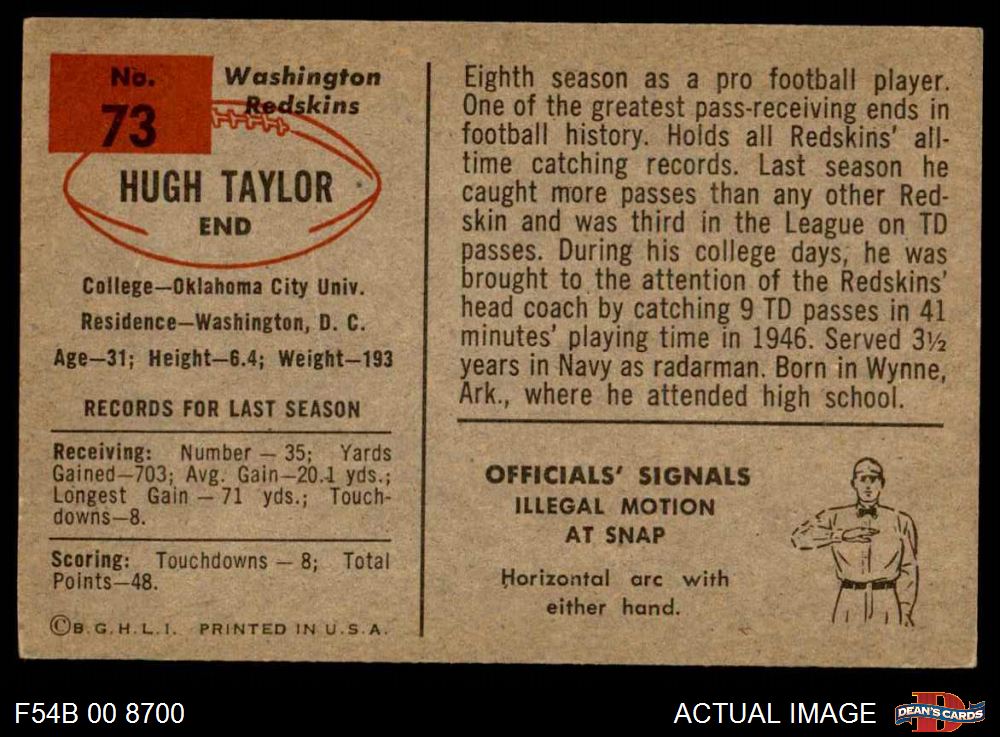 No.
73
Washington
Redskins
HUGH TAYLOR
END
College—Oklahoma City Univ.
Residence—Washington, D. C.
Age—31; Height—6.4; Weight—193
RECORDS FOR LAST SEASON
Receiving: Number – 35; Yards
Gained—703; Avg. Gain—20.1 yds.;
Longest Gain – 71 yds.; Touch-
downs—8.
Scoring: Touchdowns – 8; Total
Points—48.
©B.G.H.L.I. PRINTED IN U.S.A.
Eighth season as a pro football player.
One of the greatest pass-receiving ends in
football history. Holds all Redskins' all-
time catching records. Last season he
caught more passes than any other Red-
skin and was third in the League on TD
passes. During his college days, he was
brought to the attention of the Redskins'
head coach by catching 9 TD passes in 41
minutes' playing time in 1946. Served 3½
years in Navy as radarman. Born in Wynne,
Ark., where he attended high school.
OFFICIALS' SIGNALS
ILLEGAL MOTION
AT SNAP
Horizontal arc with
either hand.
F54B 00 8700
ACTUAL IMAGE
DEAN'S CARDS